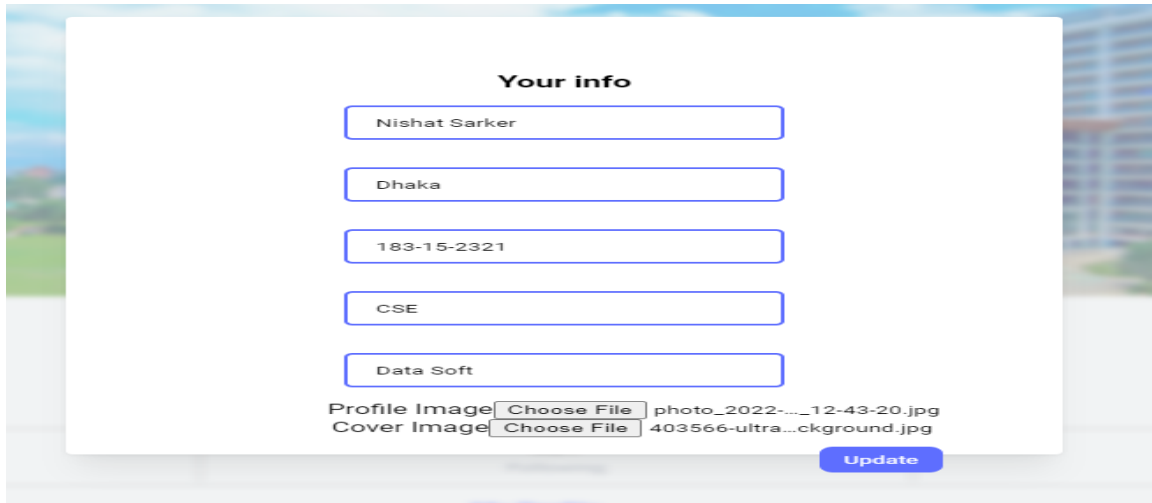 Your info
Nishat Sarker
Dhaka
183-15-2321
CSE
Data Soft
Profile Image Choose File photo_2022-..._12-43-20.jpg
Cover Image Choose File 403566-ultra...ckground.jpg
Update